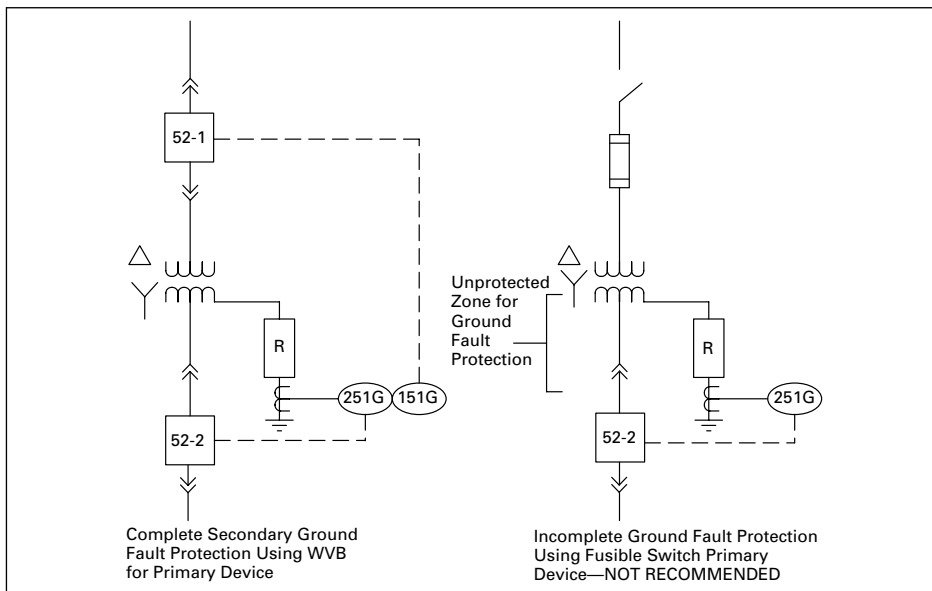 52-1
R
251G
151G
52-2
Complete Secondary Ground
Fault Protection Using WVB
for Primary Device
Unprotected
Zone for
Ground
Fault
Protection
R
251G
52-2
Incomplete Ground Fault Protection
Using Fusible Switch Primary
Device—NOT RECOMMENDED